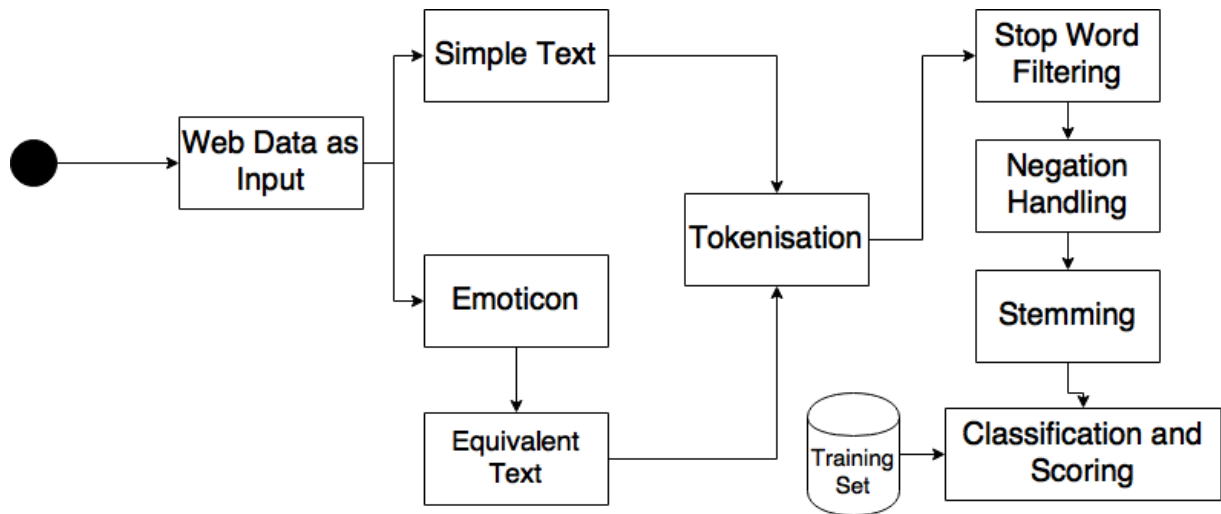 Simple Text
Stop Word
Filtering
Web Data as
Input
Negation
Handling
Tokenisation
Emoticon
Stemming
Equivalent
Text
Training
Set
Classification and
Scoring